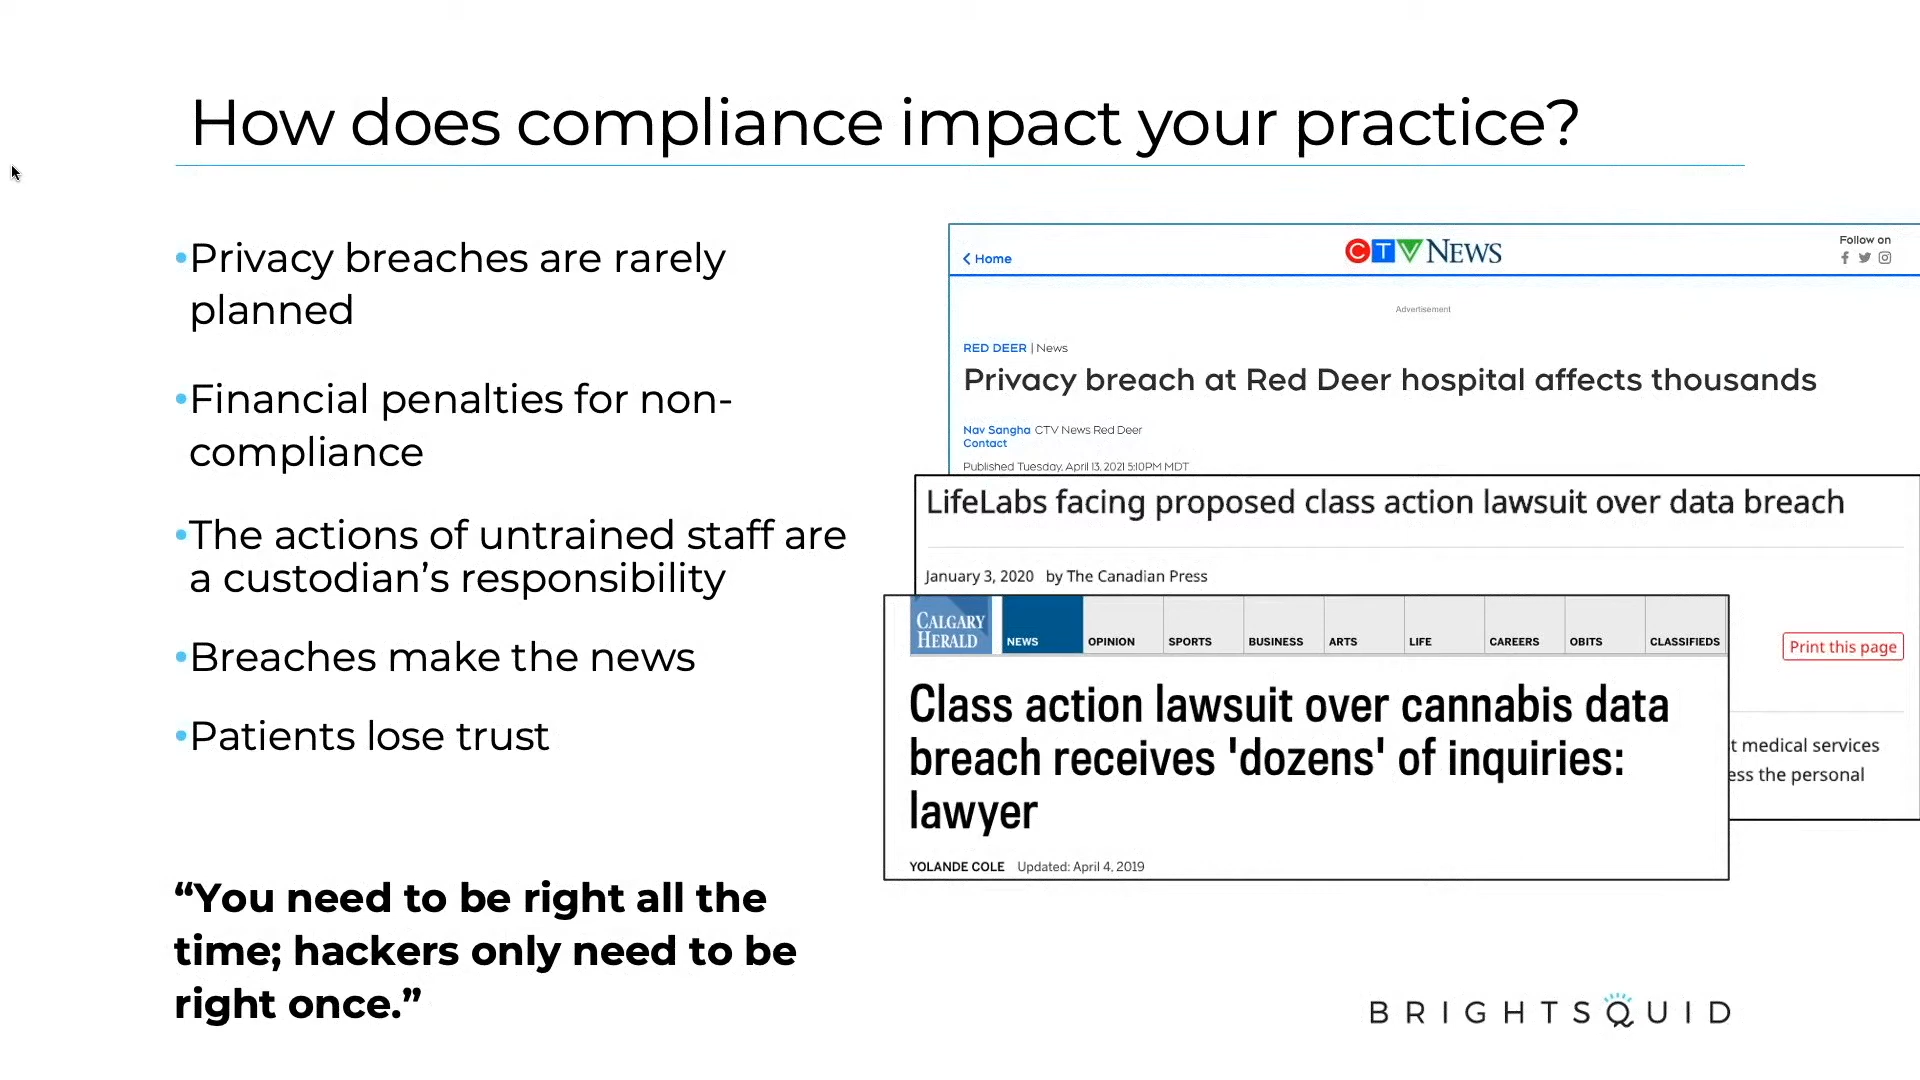 How does compliance impact your practice?
•Privacy breaches are rarely
planned
•Financial penalties for non-
compliance
•The actions of untrained staff are
a custodian’s responsibility
•Breaches make the news
•Patients lose trust
“You need to be right all the
time; hackers only need to be
right once.”
Home
CTV NEWS
Follow on
Advertisement
RED DEER | News
Privacy breach at Red Deer hospital affects thousands
Nav Sangha CTV News Red Deer
Contact
Published Tuesday, April 13, 2021 5:10PM MDT
LifeLabs facing proposed class action lawsuit over data breach
January 3, 2020 by The Canadian Press
Print this page
medical services
the personal
CALGARY
HERALD
NEWS OPINION SPORTS BUSINESS ARTS LIFE CAREERS OBITS CLASSIFIEDS
Class action lawsuit over cannabis data
breach receives 'dozens' of inquiries:
lawyer
YOLANDE COLE Updated: April 4, 2019
BRIGHTSQUID